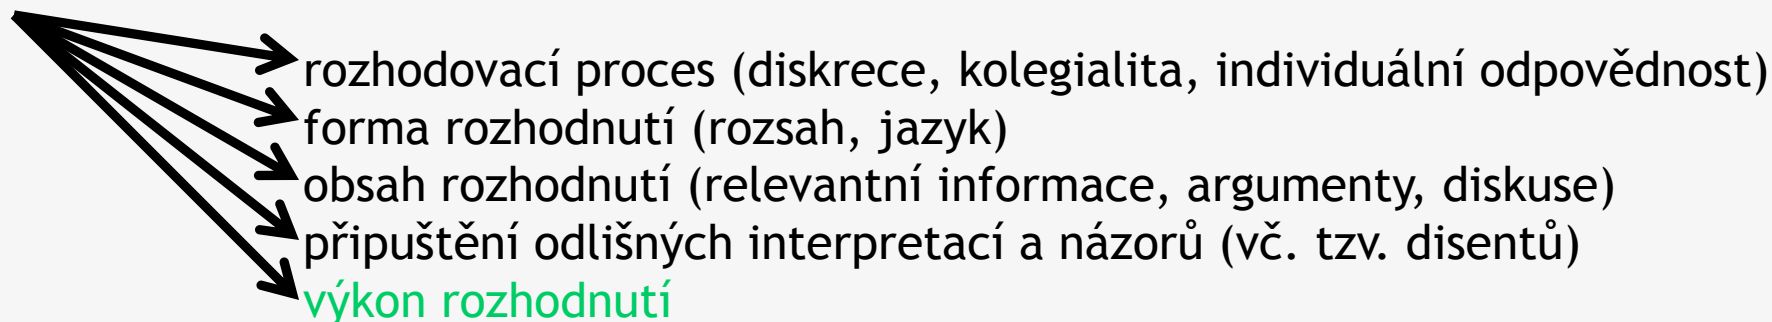 rozhodovací proces (diskrece, kolegialita, individuální odpovědnost)
forma rozhodnutí (rozsah, jazyk)
obsah rozhodnutí (relevantní informace, argumenty, diskuse)
připuštění odlišných interpretací a názorů (vč. tzv. disentů)
výkon rozhodnutí